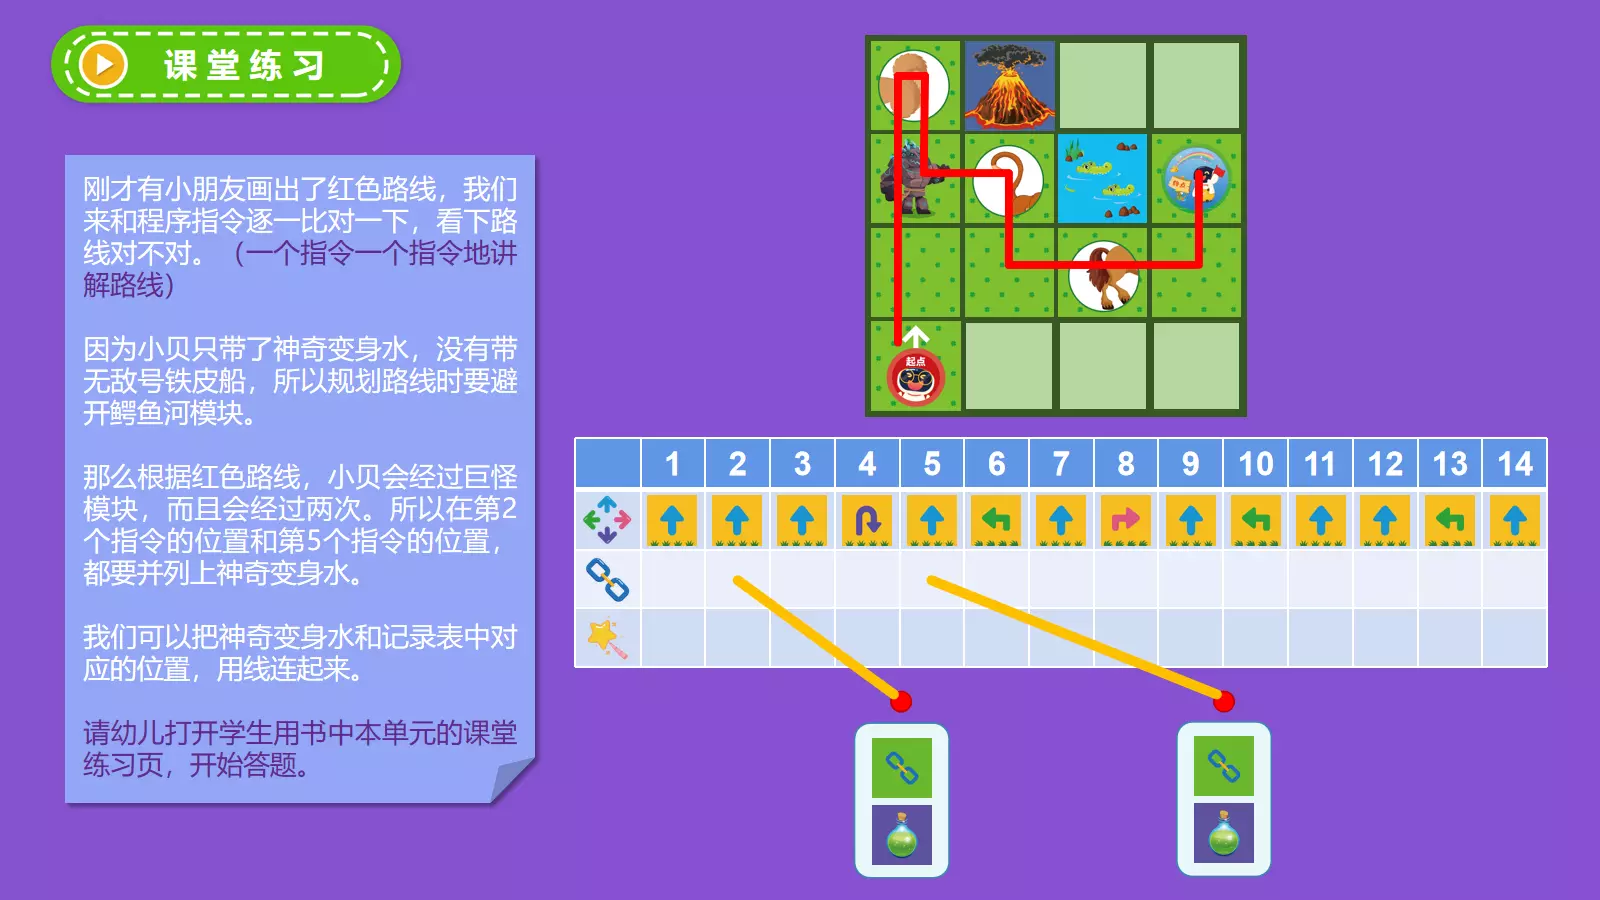 课堂练习
刚才有小朋友画出了红色路线，我们
来和程序指令逐一比对一下，看下路
线对不对。（一个指令一个指令地讲
解路线）
因为小贝只带了神奇变身水，没有带
无敌号铁皮船，所以规划路线时要避
开鳄鱼河模块。
那么根据红色路线，小贝会经过巨怪
模块，而且会经过两次。所以在第2
个指令的位置和第5个指令的位置，
都要并列上神奇变身水。
我们可以把神奇变身水和记录表中对
应的位置，用线连起来。
请幼儿打开学生用书中本单元的课堂
练习页，开始答题。
终点
起点
1 2 3 4 5 6 7 8 9 10 11 12 13 14